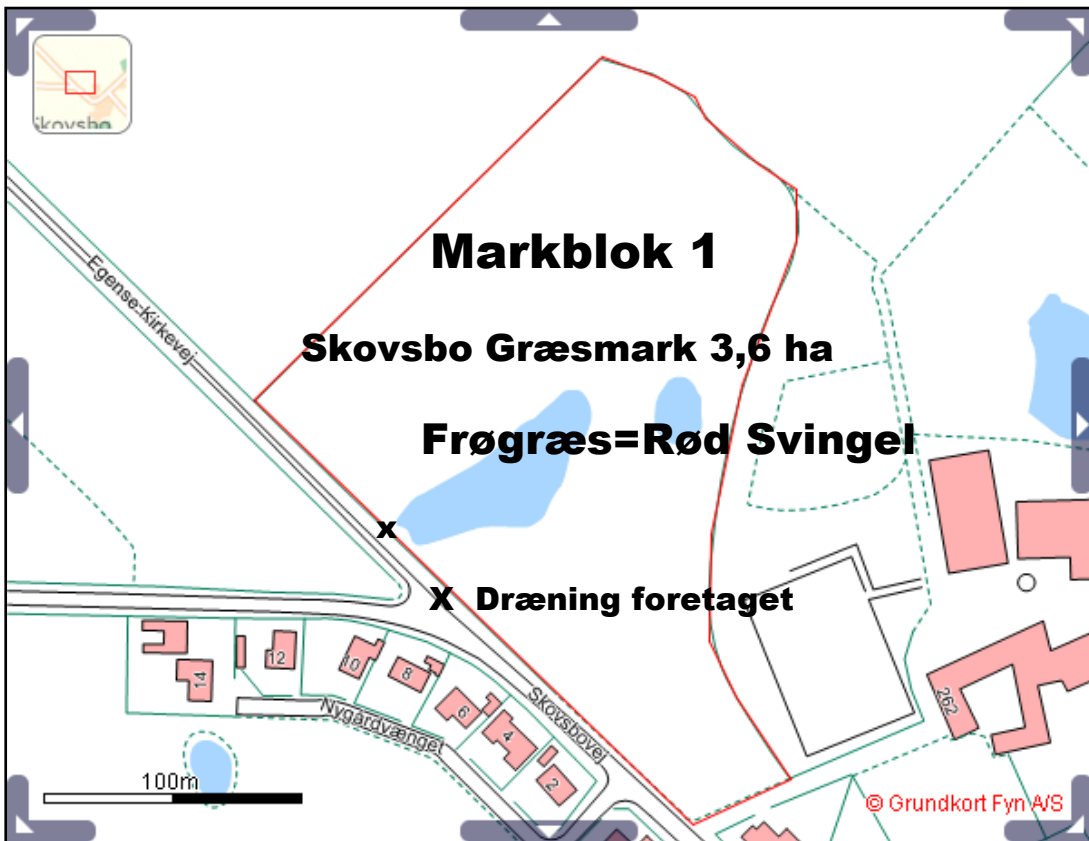 Skovsbo
Markblok 1
Egense-Kirkevej
Skovsbo Græsmark 3,6 ha
Frøgræs=Rød Svingel
x
X Dræning foretaget
14
12
10
8
6
4
2
Nygårdvænget
Skovsbovej
262
100m
© Grundkort Fyn A/S